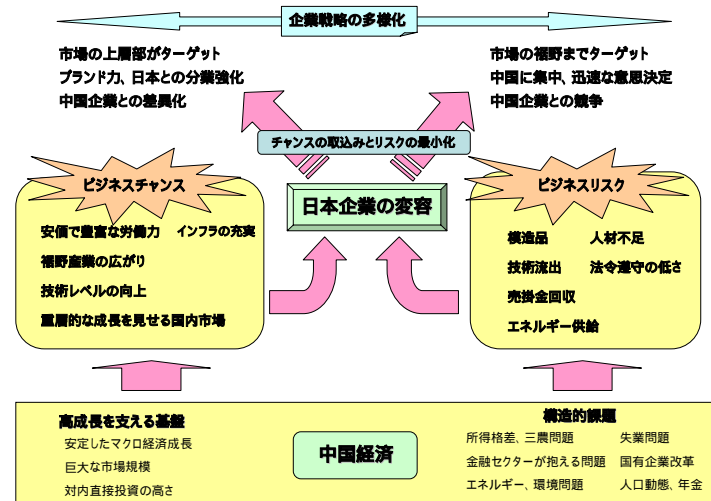 企業戦略の多様化
市場の上層部がターゲット
ブランド力、日本との分業強化
中国企業との差異化
市場の裾野までターゲット
中国に集中、迅速な意思決定
中国企業との競争
チャンスの取込みとリスクの最小化
ビジネスチャンス
日本企業の変容
ビジネスリスク
安価で豊富な労働力 インフラの充実
裾野産業の広がり
技術レベルの向上
重層的な成長を見せる国内市場
模造品 人材不足
技術流出 法令遵守の低さ
売掛金回収
エネルギー供給
高成長を支える基盤
安定したマクロ経済成長
巨大な市場規模
対内直接投資の高さ
中国経済
構造的課題
所得格差、三農問題 失業問題
金融セクターが抱える問題 国有企業改革
エネルギー、環境問題 人口動態、年金